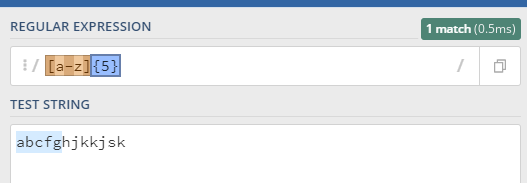 REGULAR EXPRESSION
1 match (0.5ms)
/ [a-z]{5} /
TEST STRING
abcfghjkkjsk